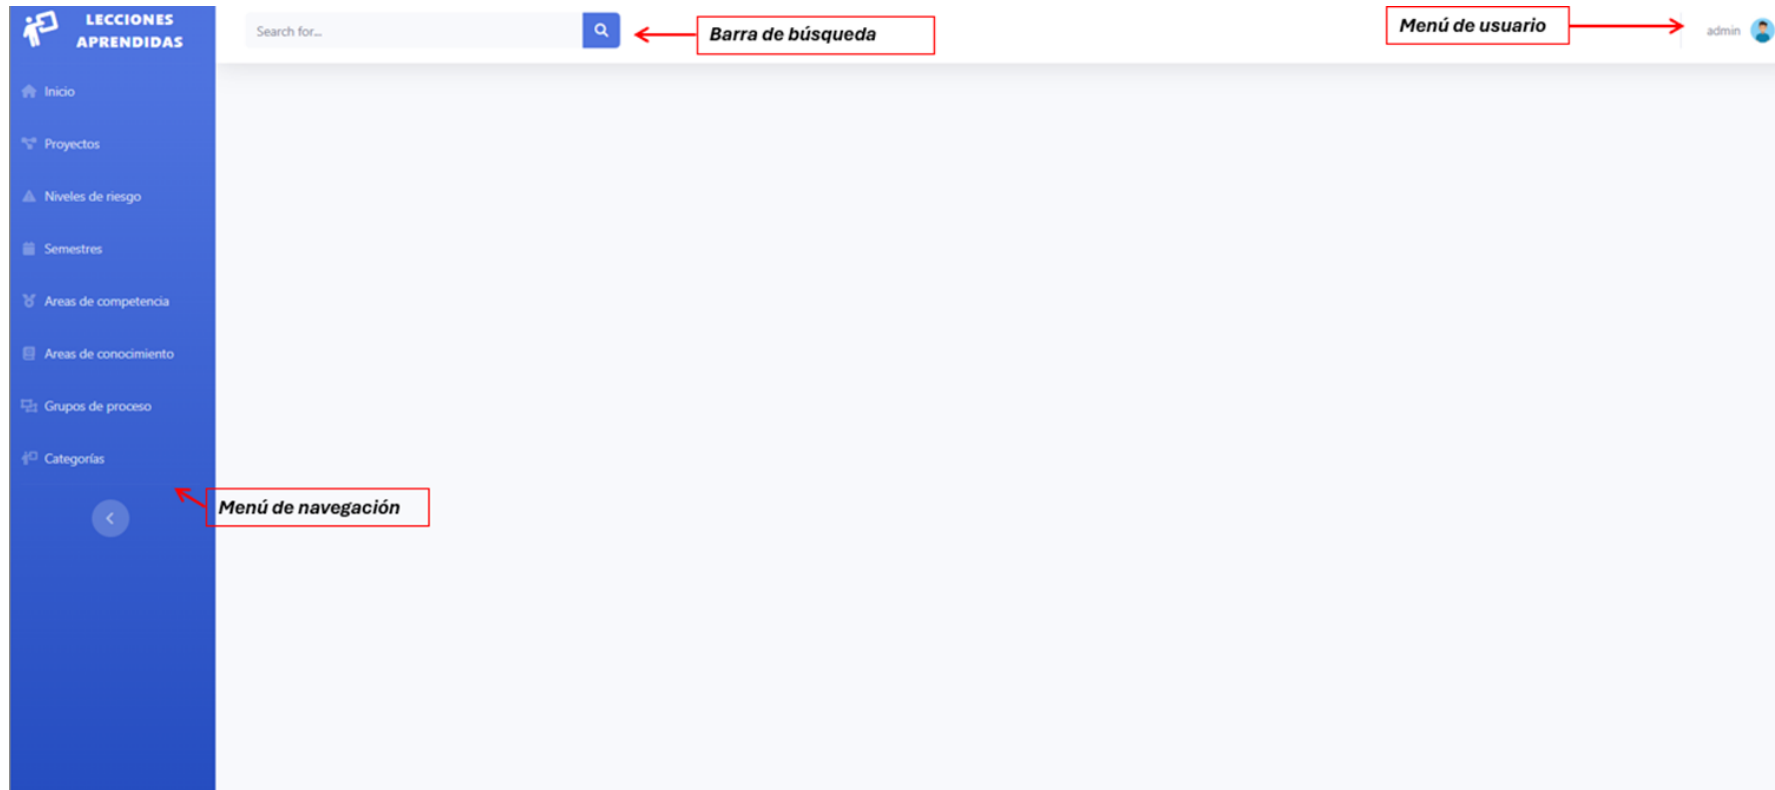 LECCIONES
APRENDIDAS
Search for...
Barra de búsqueda
Menú de usuario
admin
Inicio
Proyectos
Niveles de riesgo
Semestres
Areas de competencia
Areas de conocimiento
Grupos de proceso
Categorías
Menú de navegación